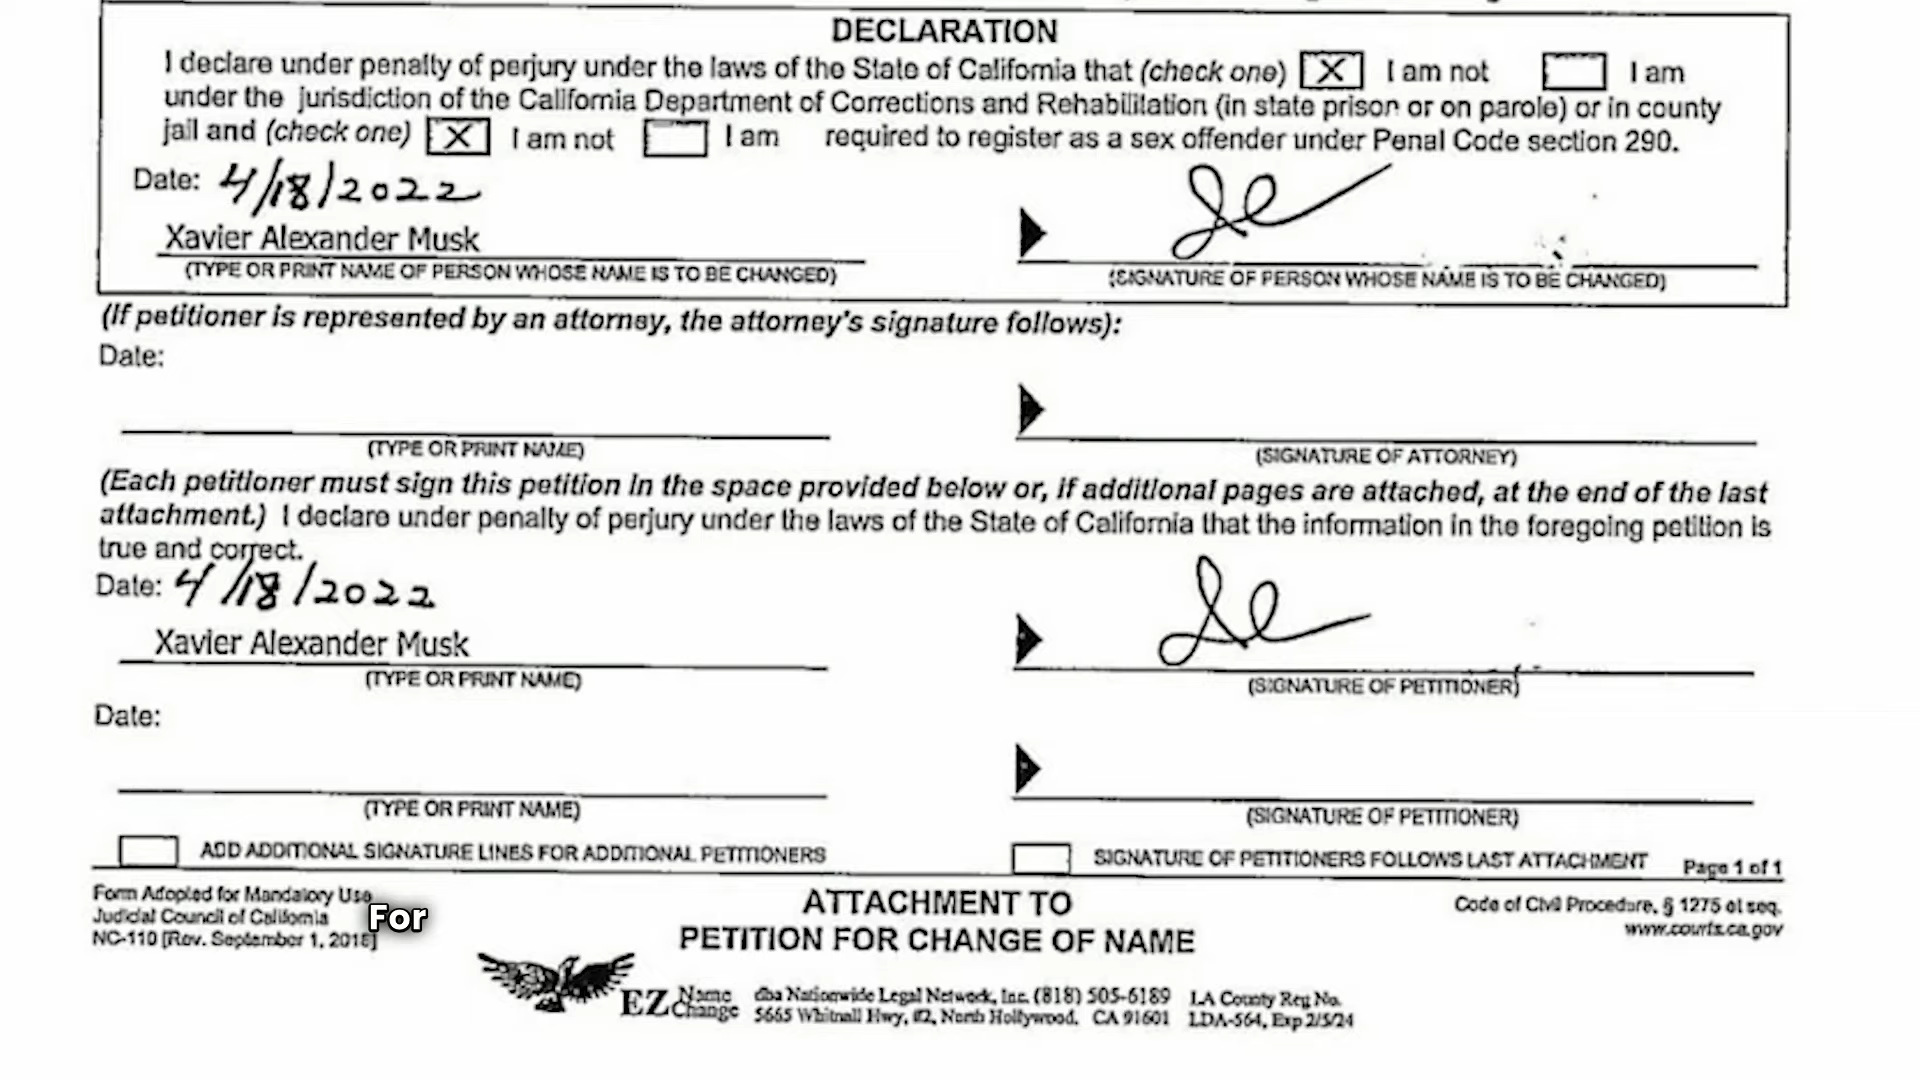 DECLARATION
I declare under penalty of perjury under the laws of the State of California that (check one) X I am not I am
under the jurisdiction of the California Department of Corrections and Rehabilitation (in state prison or on parole) or in county
jail and (check one) X I am not I am required to register as a sex offender under Penal Code section 290.
Date: 4/18/2022
Xavier Alexander Musk
(TYPE OR PRINT NAME OF PERSON WHOSE NAME IS TO BE CHANGED)
(SIGNATURE OF PERSON WHOSE NAME IS TO BE CHANGED)
(If petitioner is represented by an attorney, the attorney's signature follows):
Date:
(TYPE OR PRINT NAME)
(SIGNATURE OF ATTORNEY)
(Each petitioner must sign this petition in the space provided below or, if additional pages are attached, at the end of the last
attachment.) I declare under penalty of perjury under the laws of the State of California that the information in the foregoing petition is
true and correct.
Date: 4/18/2022
Xavier Alexander Musk
(TYPE OR PRINT NAME)
(SIGNATURE OF PETITIONER)
Date:
(TYPE OR PRINT NAME)
(SIGNATURE OF PETITIONER)
ADD ADDITIONAL SIGNATURE LINES FOR ADDITIONAL PETITIONERS
SIGNATURE OF PETITIONERS FOLLOWS LAST ATTACHMENT
Page 1 of 1
Form Adopted for Mandatory Use
Judicial Council of California
NC-110 [Rev. September 1, 2018]
For
ATTACHMENT TO
PETITION FOR CHANGE OF NAME
Code of Civil Procedure, § 1275 et seq.
www.courts.ca.gov
EZ Name Change
dba Nationwide Legal Network, Inc. (818) 505-6189 LA County Reg No.
5665 Whitnall Hwy, #2, North Hollywood, CA 91601 LDA-564, Exp 2/5/24